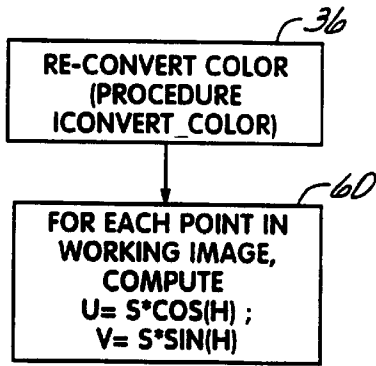 36
RE-CONVERT COLOR
(PROCEDURE
ICONVERT_COLOR)
60
FOR EACH POINT IN
WORKING IMAGE,
COMPUTE
U= S*COS(H) ;
V= S*SIN(H)